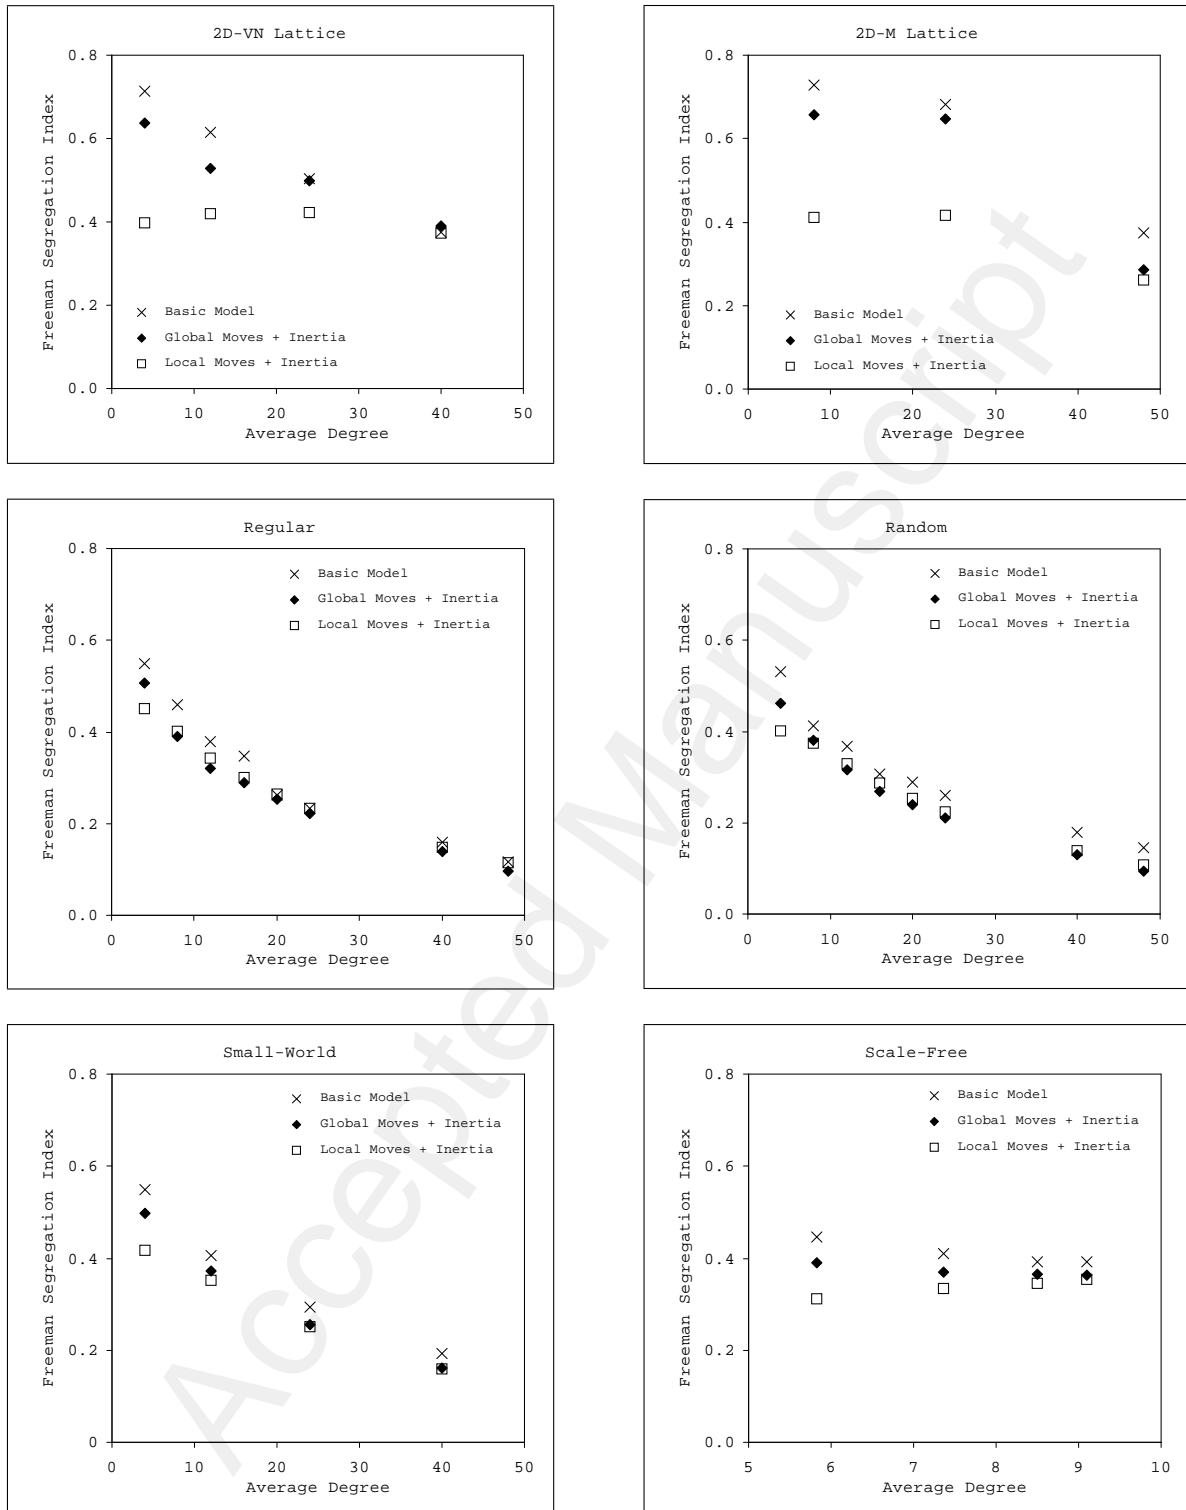 2D-VN Lattice
Freeman Segregation Index
0.8
0.6
0.4
0.2
0.0
Basic Model
Global Moves + Inertia
Local Moves + Inertia
0 10 20 30 40 50
Average Degree
2D-M Lattice
Freeman Segregation Index
0.8
0.6
0.4
0.2
0.0
Basic Model
Global Moves + Inertia
Local Moves + Inertia
0 10 20 30 40 50
Average Degree
Regular
Freeman Segregation Index
0.8
0.6
0.4
0.2
0.0
Basic Model
Global Moves + Inertia
Local Moves + Inertia
0 10 20 30 40 50
Average Degree
Random
Freeman Segregation Index
0.8
0.6
0.4
0.2
0.0
Basic Model
Global Moves + Inertia
Local Moves + Inertia
0 10 20 30 40 50
Average Degree
Small-World
Freeman Segregation Index
0.8
0.6
0.4
0.2
0
Basic Model
Global Moves + Inertia
Local Moves + Inertia
0 10 20 30 40 50
Average Degree
Scale-Free
Freeman Segregation Index
0.8
0.6
0.4
0.2
0.0
Basic Model
Global Moves + Inertia
Local Moves + Inertia
5 6 7 8 9 10
Average Degree
Accepted Manuscript